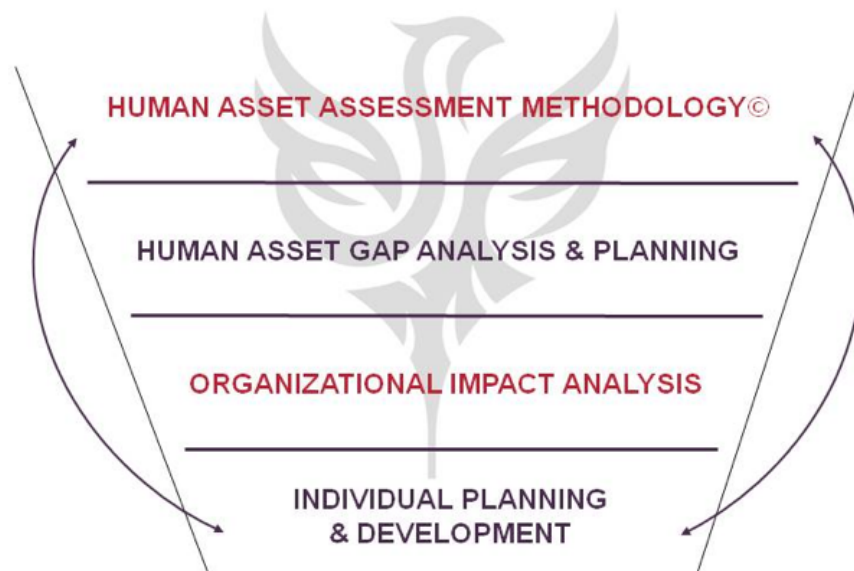 HUMAN ASSET ASSESSMENT METHODOLOGY©
HUMAN ASSET GAP ANALYSIS & PLANNING
ORGANIZATIONAL IMPACT ANALYSIS
INDIVIDUAL PLANNING
& DEVELOPMENT